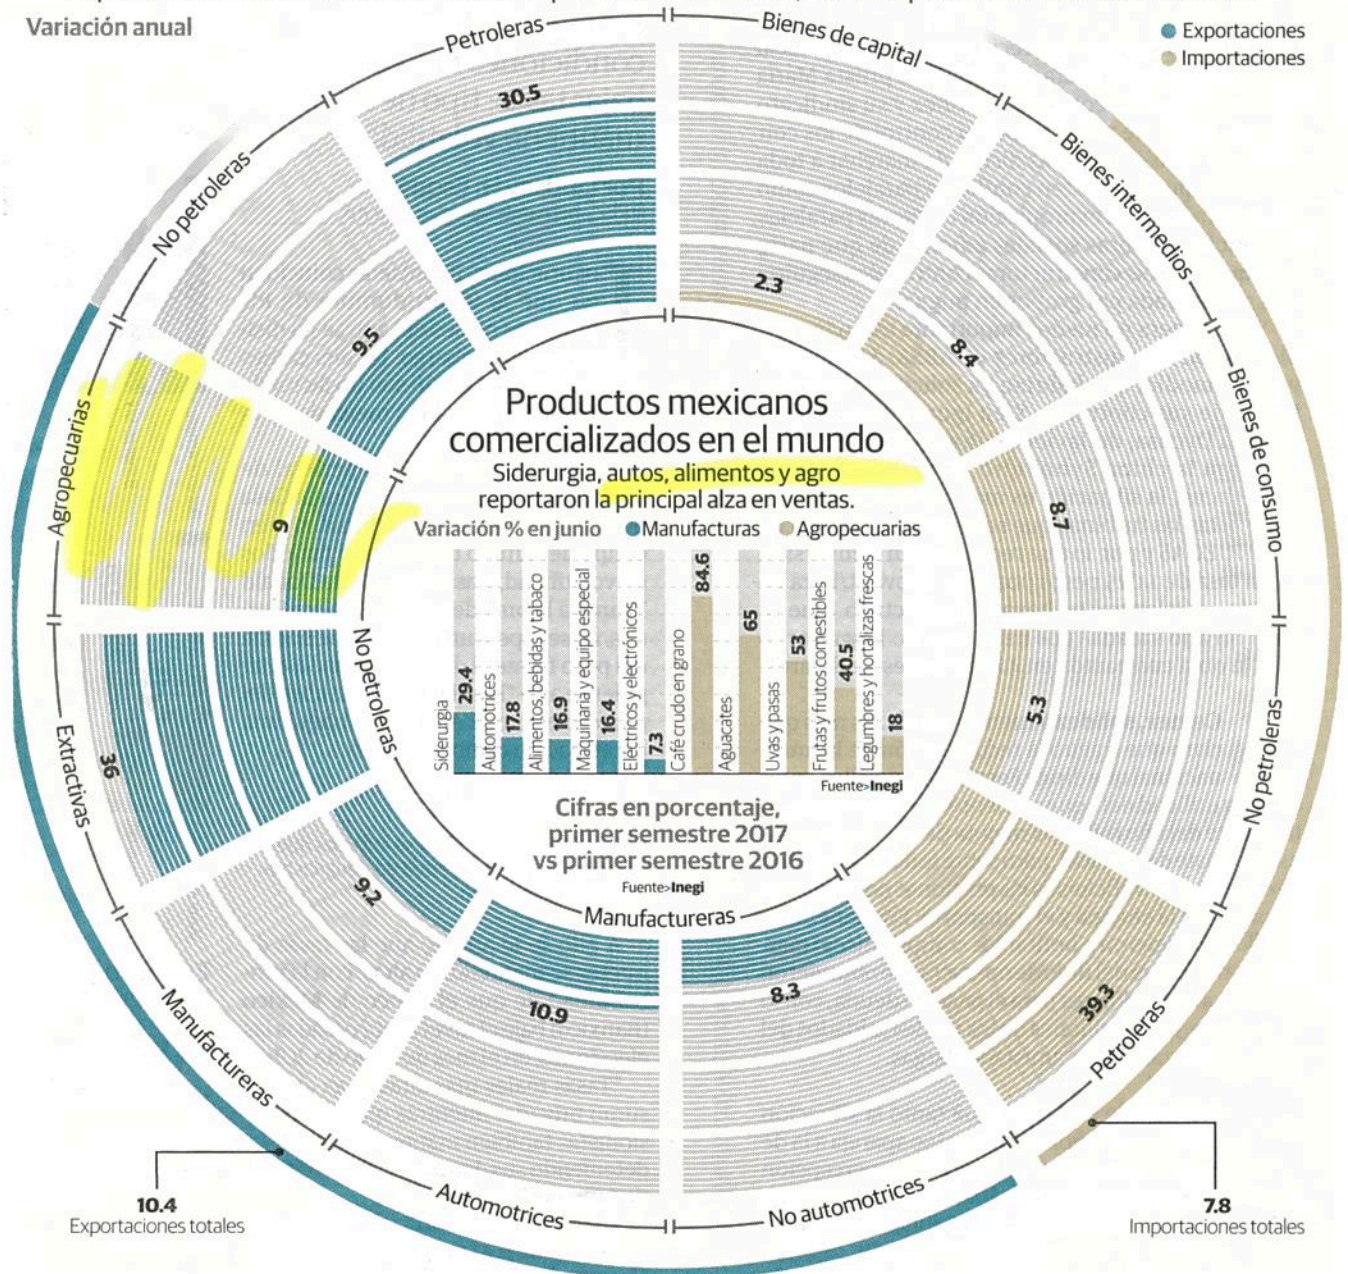 Variación anual
Exportaciones
Importaciones
Petroleras
30.5
Bienes de capital
2.3
Bienes intermedios
8.4
Bienes de consumo
8.7
No petroleras
5.3
Petroleras
39.3
No automotrices
8.3
Automotrices
10.9
Manufactureras
9.2
Extractivas
36
Agropecuarias
9
No petroleras
9.5
No petroleras
Manufactureras
Productos mexicanos
comercializados en el mundo
Siderurgia, autos, alimentos y agro
reportaron la principal alza en ventas.
Variación % en junio Manufacturas Agropecuarias
Siderurgia 29.4
Automotrices 17.8
Alimentos, bebidas y tabaco 16.9
Maquinaria y equipo especial 16.4
Eléctricos y electrónicos 7.3
Café crudo en grano 84.6
Aguacates 65
Uvas y pasas 53
Frutas y frutos comestibles 40.5
Legumbres y hortalizas frescas 18
Fuente>Inegi
Cifras en porcentaje,
primer semestre 2017
vs primer semestre 2016
Fuente>Inegi
10.4
Exportaciones totales
7.8
Importaciones totales